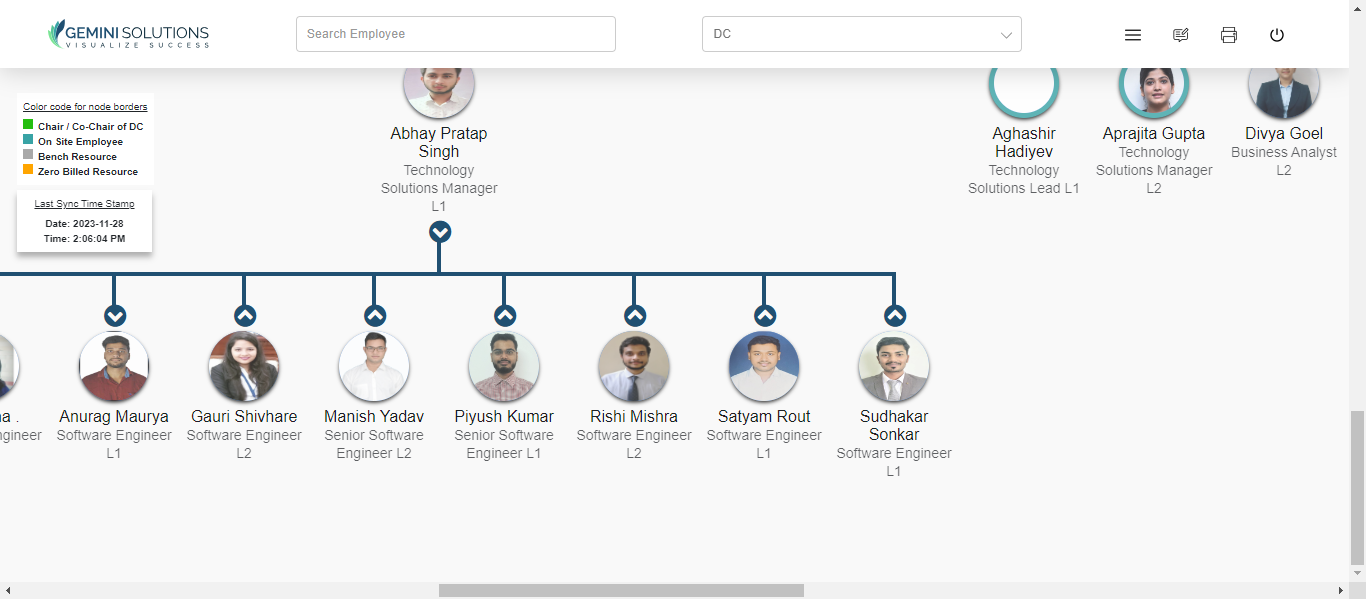 GEMINI SOLUTIONS
VISUALIZE SUCCESS
Search Employee
DC
Color code for node borders
Chair / Co-Chair of DC
On Site Employee
Bench Resource
Zero Billed Resource
Last Sync Time Stamp
Date: 2023-11-28
Time: 2:06:04 PM
Abhay Pratap
Singh
Technology
Solutions Manager
L1
Aghashir
Hadiyev
Technology
Solutions Lead L1
Aprajita Gupta
Technology
Solutions Manager
L2
Divya Goel
Business Analyst
L2
Anurag Maurya
Software Engineer
L1
Gauri Shivhare
Software Engineer
L2
Manish Yadav
Senior Software
Engineer L2
Piyush Kumar
Senior Software
Engineer L1
Rishi Mishra
Software Engineer
L2
Satyam Rout
Software Engineer
L1
Sudhakar
Sonkar
Software Engineer
L1